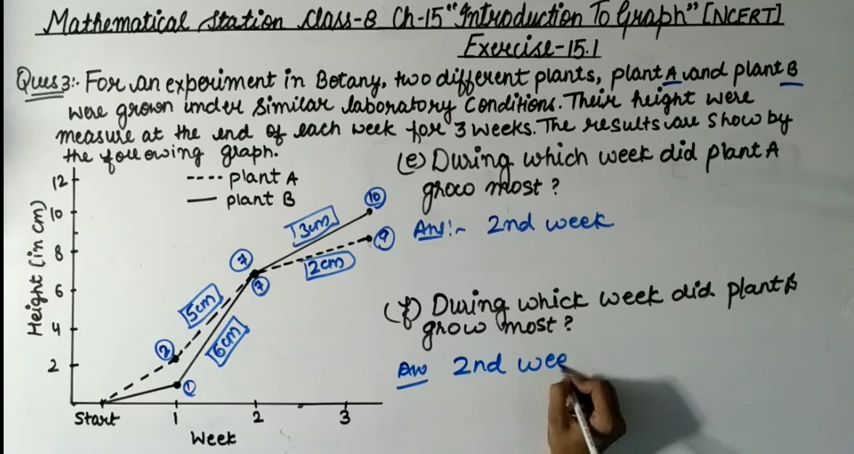 Mathematical Station Class-8 Ch-15 "Introduction To Graph" [NCERT]
Exercise-15.1
Ques 3:- For an experiment in Botany, two different plants, plant A and plant B
were grown under Similar laboratory Conditions. Their height were
measure at the end of each week for 3 weeks. The results are show by
the following graph.
---- plant A
— plant B
Height (in cm)
12
10
8
6
4
2
Start
1
2
3
Week
2
1
5cm
6cm
7
7
3cm
2cm
10
9
(e) During which week did plant A
grow most?
Ans:- 2nd week
(f) During which week did plant B
grow most?
Ans 2nd wee